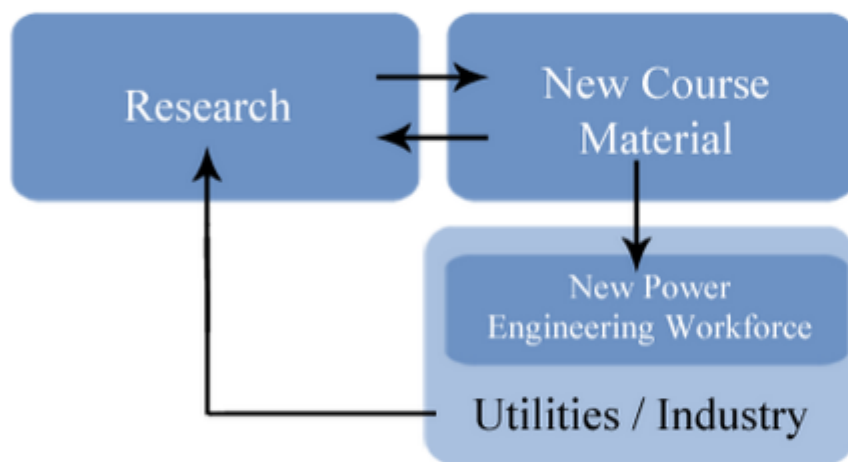 Research
New Course
Material
New Power
Engineering Workforce
Utilities / Industry